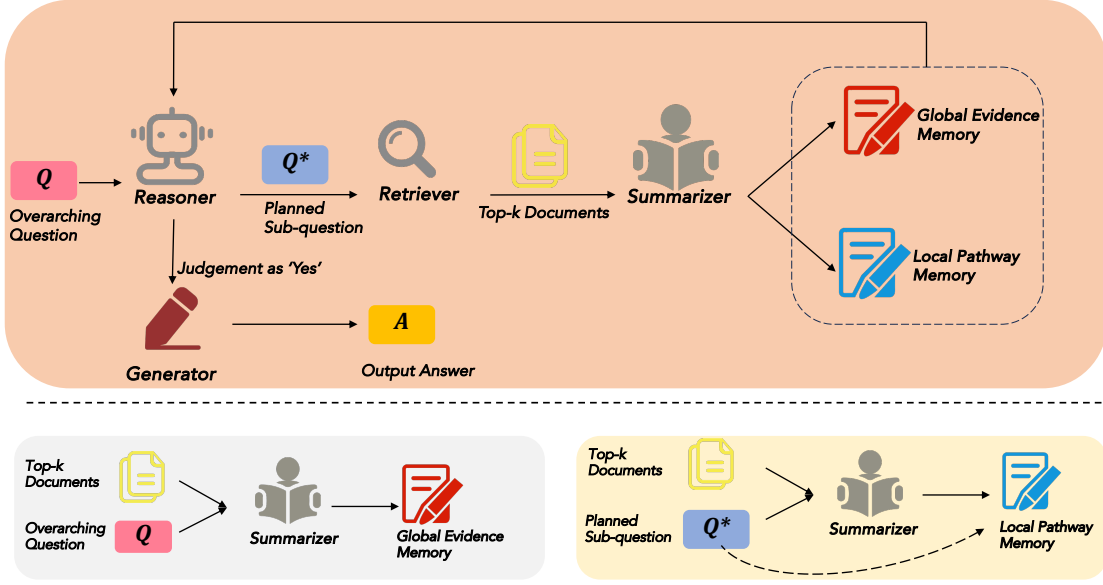 Q
Overarching
Question
Reasoner
Q*
Planned
Sub-question
Retriever
Top-k Documents
Summarizer
Global Evidence
Memory
Local Pathway
Memory
Judgement as ‘Yes’
Generator
A
Output Answer
Top-k
Documents
Overarching
Question
Q
Summarizer
Global Evidence
Memory
Top-k
Documents
Planned
Sub-question
Q*
Summarizer
Local Pathway
Memory